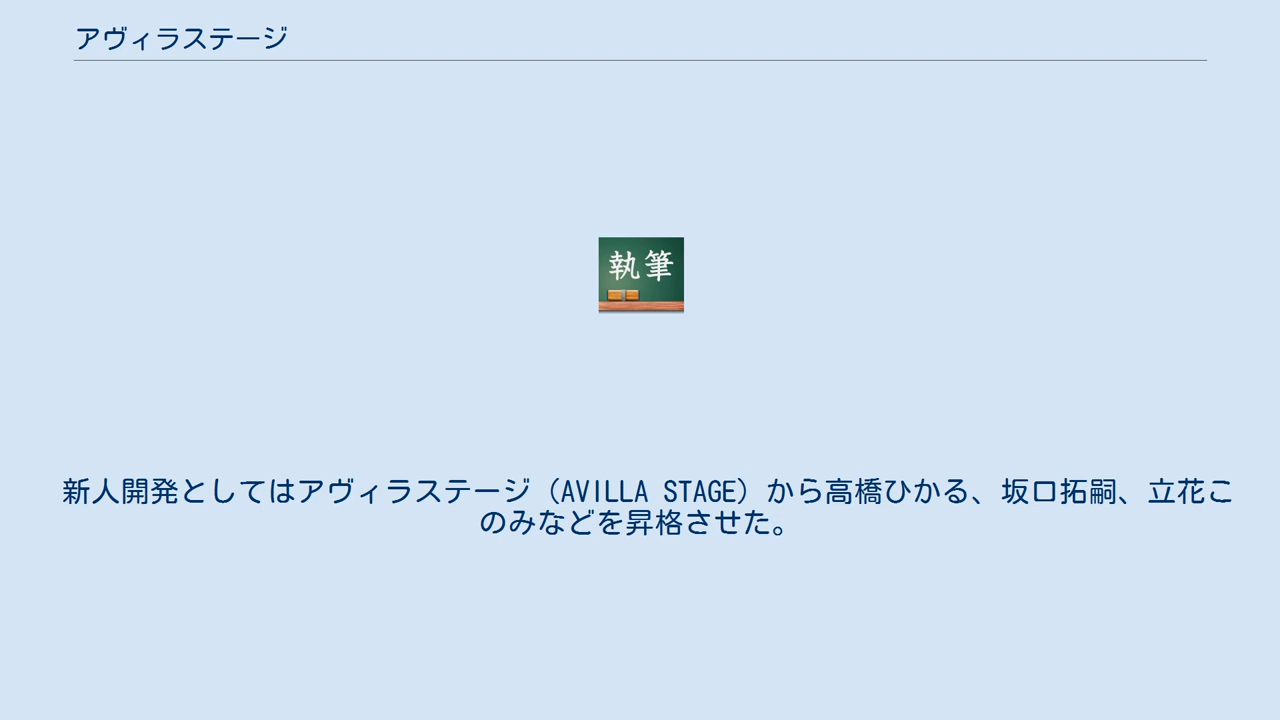 アヴィラステージ
執筆
新人開発としてはアヴィラステージ（AVILLA STAGE）から高橋ひかる、坂口拓嗣、立花こ
のみなどを昇格させた。